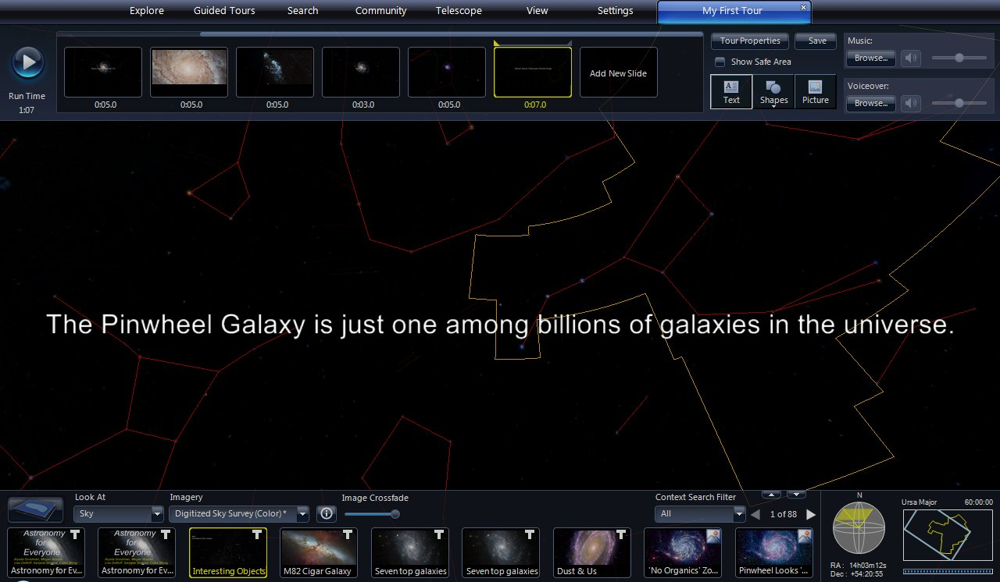 Explore Guided Tours Search Community Telescope View Settings My First Tour
Run Time
1:07
0:05.0 0:05.0 0:05.0 0:03.0 0:05.0 0:07.0
Add New Slide
Tour Properties Save
Show Safe Area
Text Shapes Picture
Music:
Browse...
Voiceover:
Browse...
The Pinwheel Galaxy is just one among billions of galaxies in the universe.
Look At Imagery Image Crossfade Context Search Filter
Sky Digitized Sky Survey (Color) * All 1 of 88
Astronomy for Everyone
Astronomy for Ev...
Astronomy for Everyone
Astronomy for Ev...
Interesting Objects
M82 Cigar Galaxy
Seven top galaxies
Seven top galaxies
Dust & Us
'No Organics' Zo...
Pinwheel Looks '...
N
RA : 14h03m12s
Dec : +54:20:55
Ursa Major 60:00:00